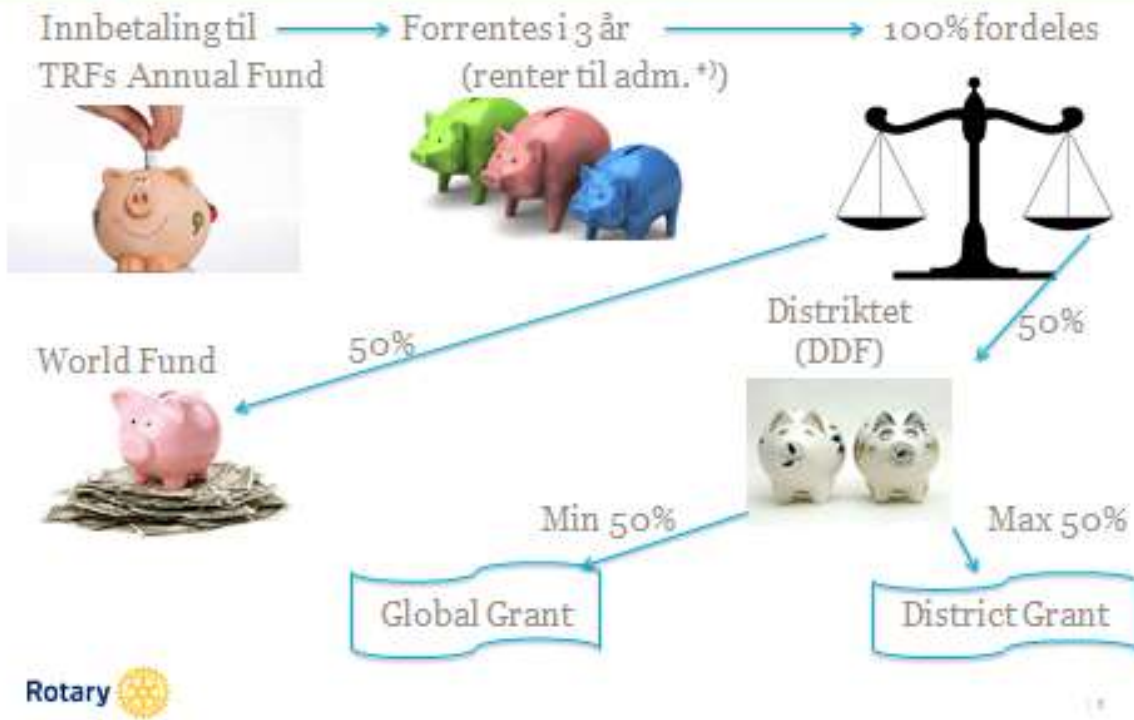 Innbetaling til
TRFs Annual Fund
Forrentes i 3 år
(renter til adm. *))
100% fordeles
50%
World Fund
Distriktet
(DDF)
50%
Min 50%
Max 50%
Global Grant
District Grant
Rotary